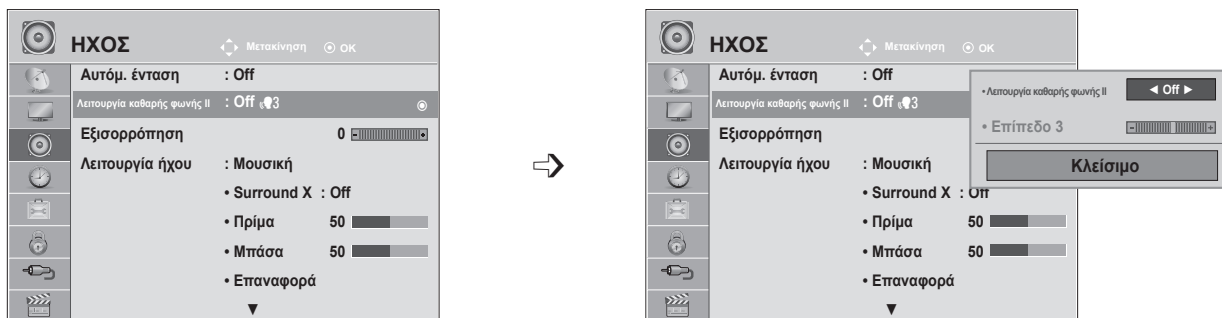 ΗΧΟΣ Μετακίνηση OK
Αυτόμ. ένταση : Off
Λειτουργία καθαρής φωνής II : Off 3
Εξισορρόπηση 0 - +
Λειτουργία ήχου : Μουσική
• Surround X : Off
• Πρίμα 50
• Μπάσα 50
• Επαναφορά
▼
ΗΧΟΣ Μετακίνηση OK
Αυτόμ. ένταση : Off
Λειτουργία καθαρής φωνής II : Off 3
Εξισορρόπηση
Λειτουργία ήχου : Μουσική
• Surround X : Off
• Πρίμα 50
• Μπάσα 50
• Επαναφορά
▼
• Λειτουργία καθαρής φωνής II ◄ Off ►
• Επίπεδο 3 - +
Κλείσιμο